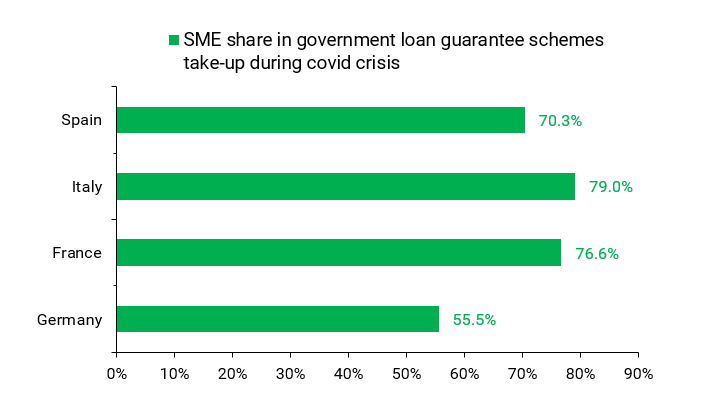 SME share in government loan guarantee schemes
take-up during covid crisis
Spain 70.3%
Italy 79.0%
France 76.6%
Germany 55.5%
0% 10% 20% 30% 40% 50% 60% 70% 80% 90%